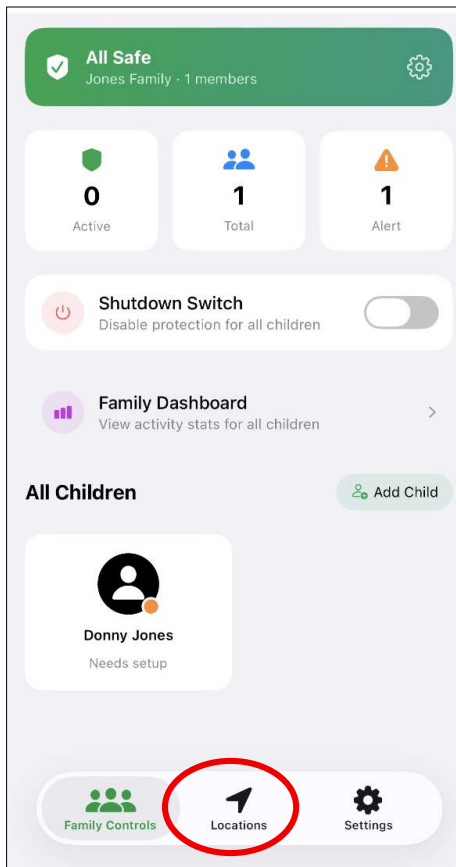 All Safe
Jones Family · 1 members
0
Active
1
Total
1
Alert
Shutdown Switch
Disable protection for all children
Family Dashboard
View activity stats for all children
All Children
Add Child
Donny Jones
Needs setup
Family Controls
Locations
Settings